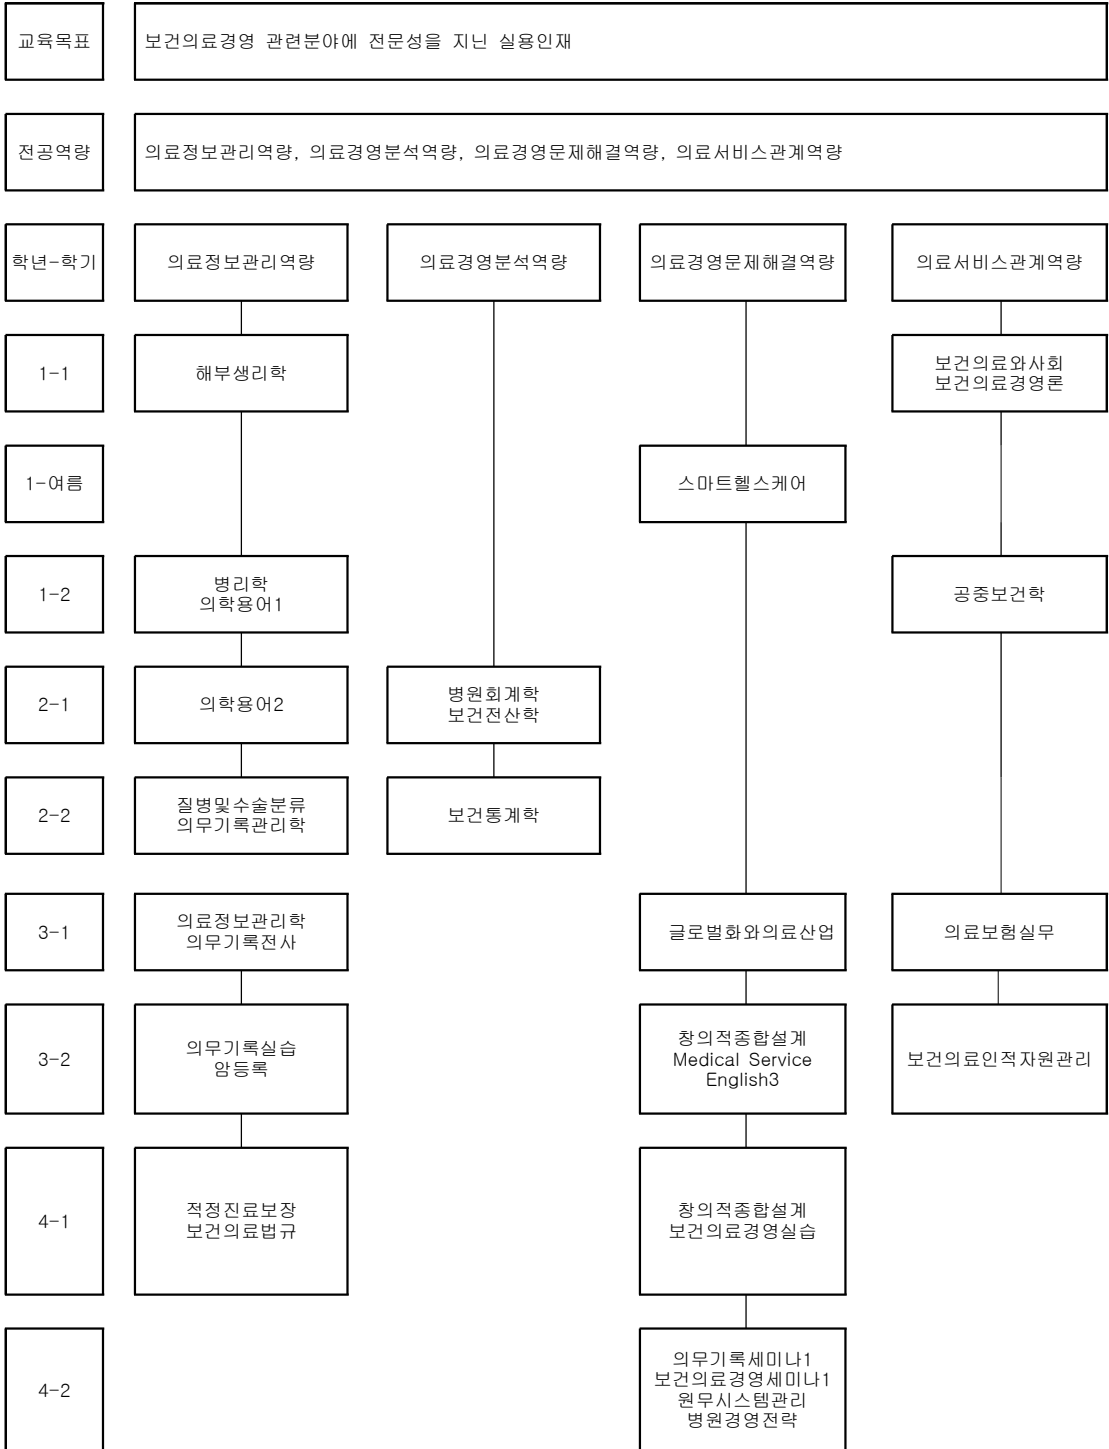 교육목표
보건의료경영 관련분야에 전문성을 지닌 실용인재
전공역량
의료정보관리역량, 의료경영분석역량, 의료경영문제해결역량, 의료서비스관계역량
학년-학기
의료정보관리역량
의료경영분석역량
의료경영문제해결역량
의료서비스관계역량
1-1
해부생리학
보건의료와사회
보건의료경영론
1-여름
스마트헬스케어
1-2
병리학
의학용어1
공중보건학
2-1
의학용어2
병원회계학
보건전산학
2-2
질병및수술분류
의무기록관리학
보건통계학
3-1
의료정보관리학
의무기록전사
글로벌화와의료산업
의료보험실무
3-2
의무기록실습
암등록
창의적종합설계
Medical Service
English3
보건의료인적자원관리
4-1
적정진료보장
보건의료법규
창의적종합설계
보건의료경영실습
4-2
의무기록세미나1
보건의료경영세미나1
원무시스템관리
병원경영전략